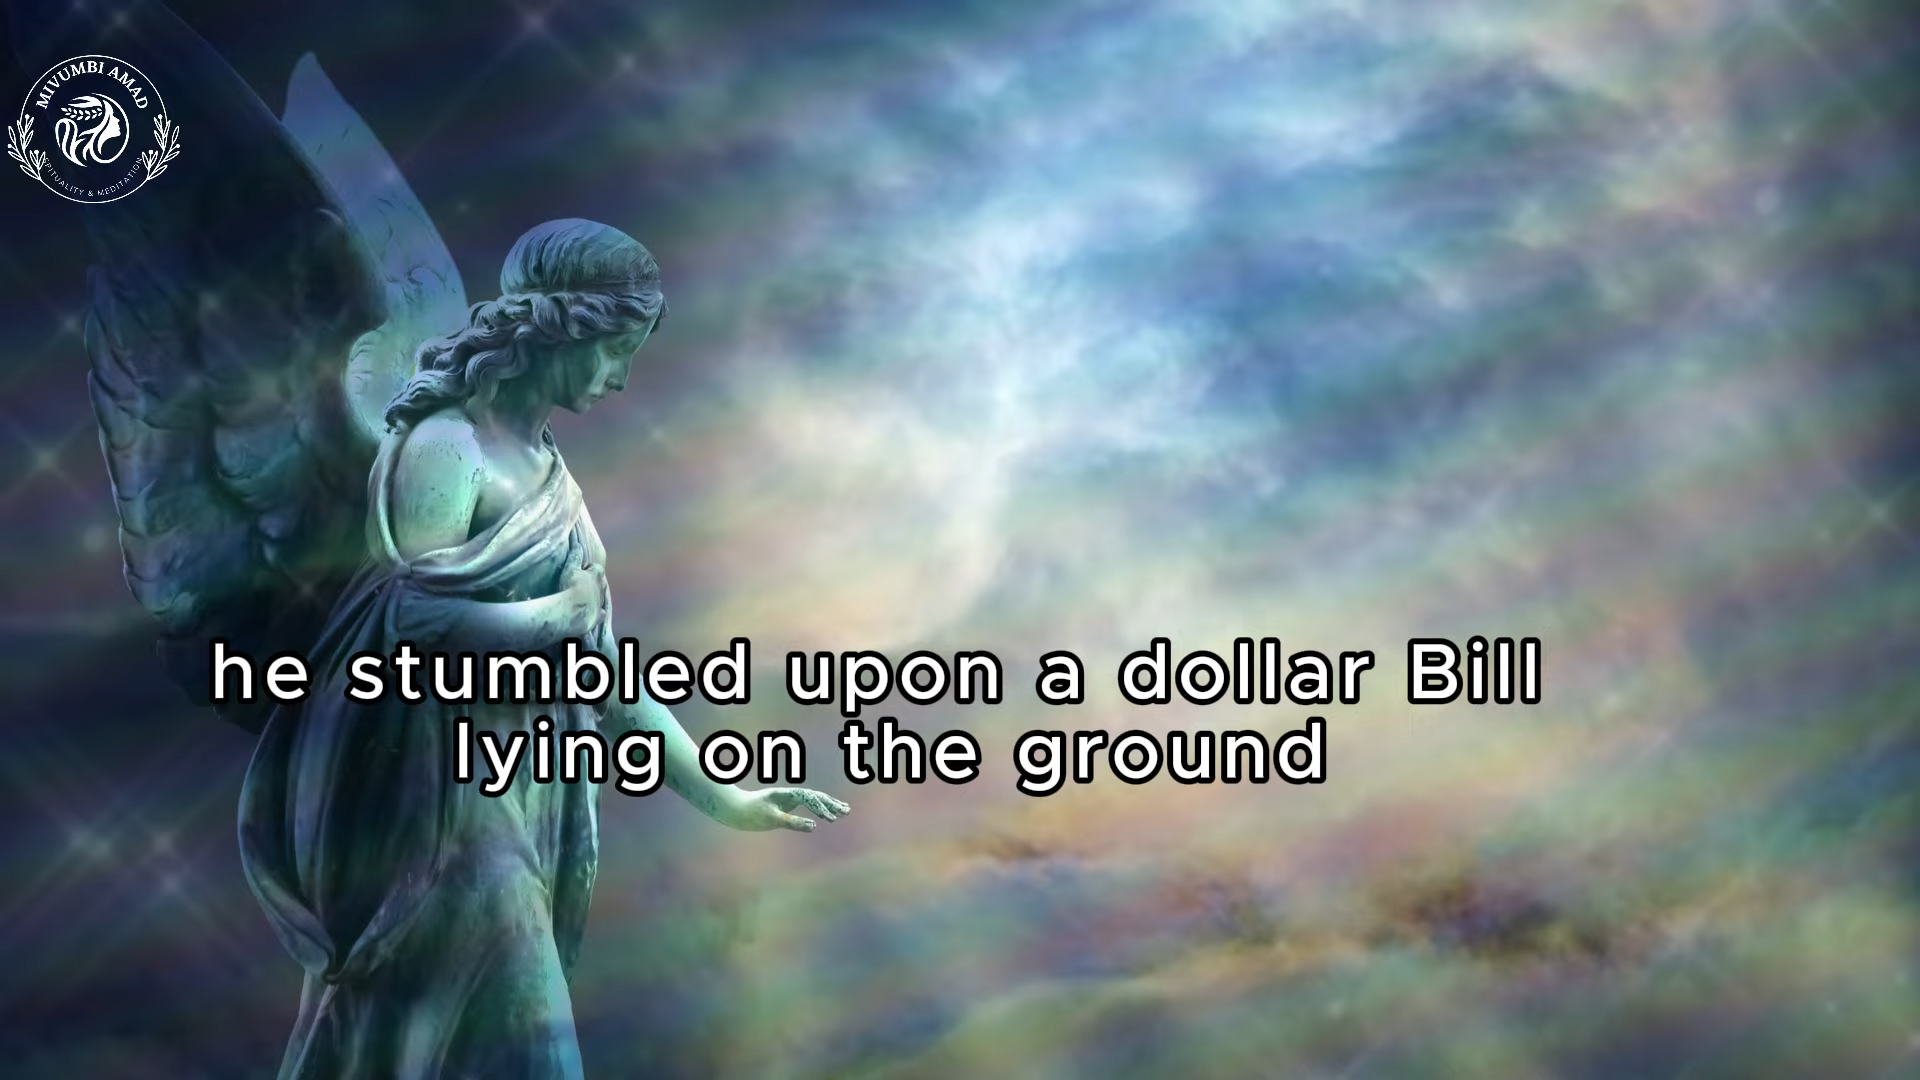 MIVUMBI AMAD
SPIRITUALITY & MEDITATION
he stumbled upon a dollar Bill
lying on the ground